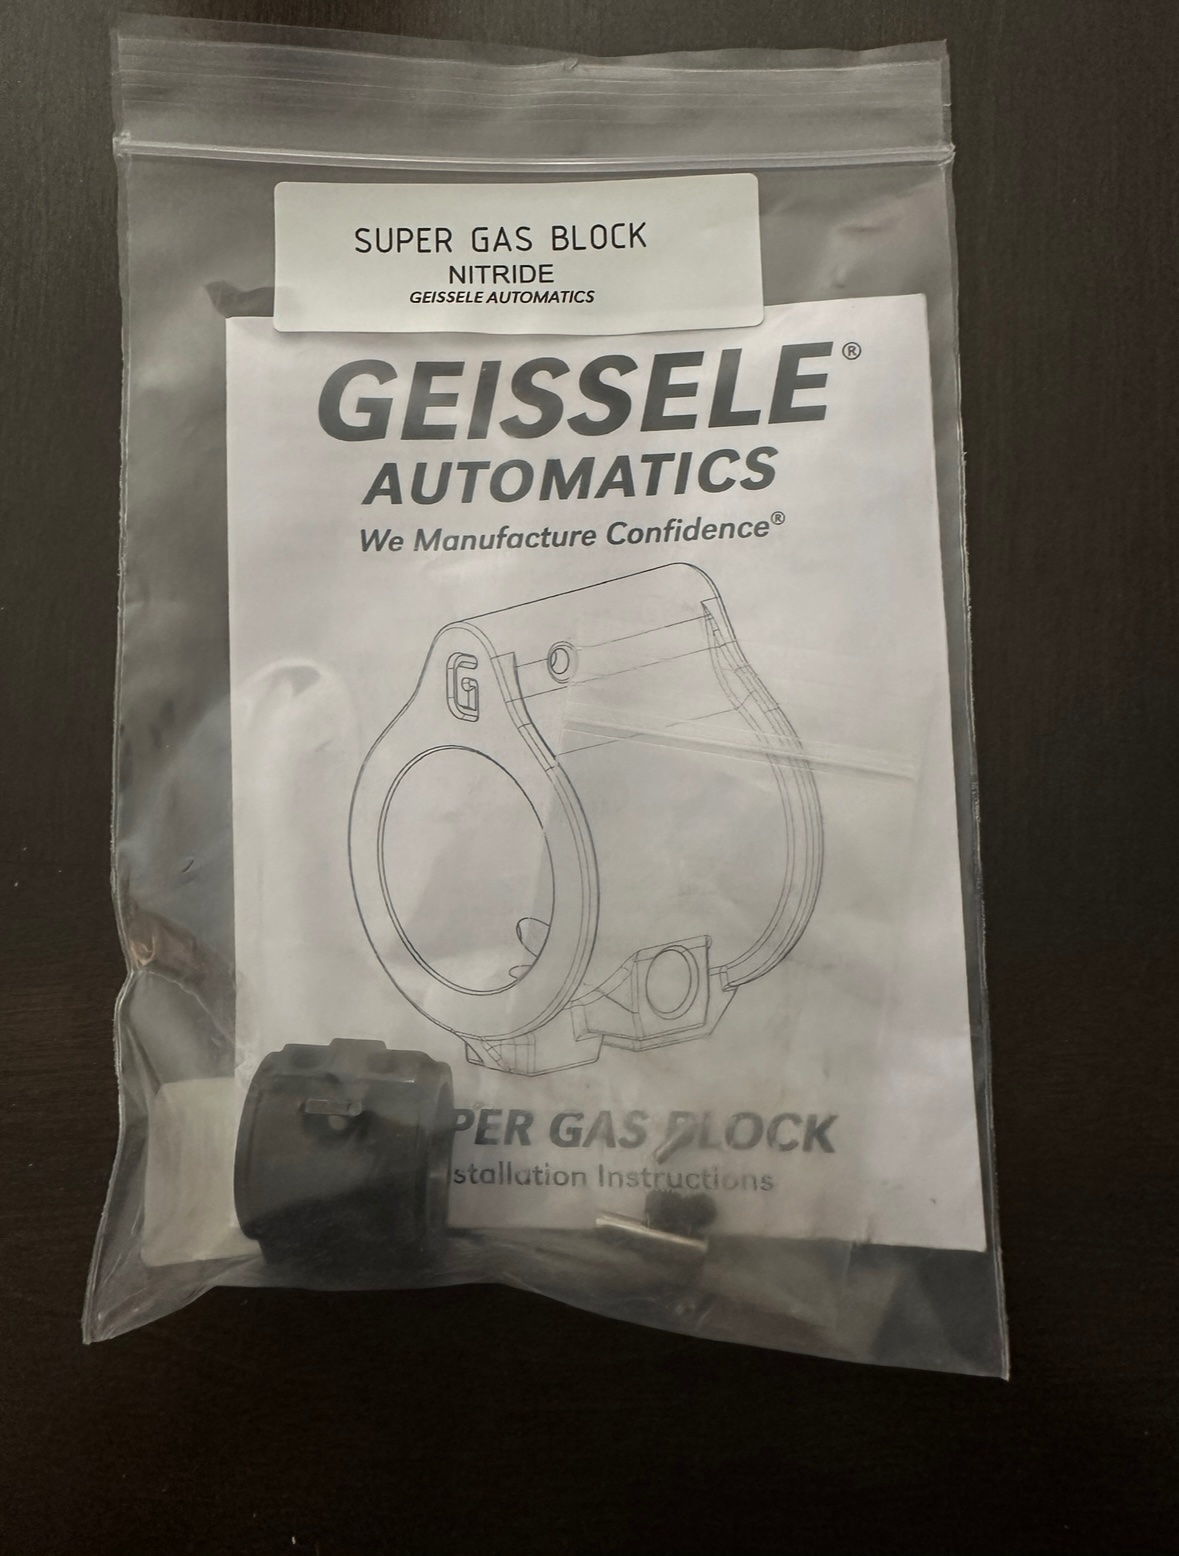 SUPER GAS BLOCK
NITRIDE
GEISSELE AUTOMATICS
GEISSELE®
AUTOMATICS
We Manufacture Confidence®
G
PER GAS BLOCK
stallation Instructions